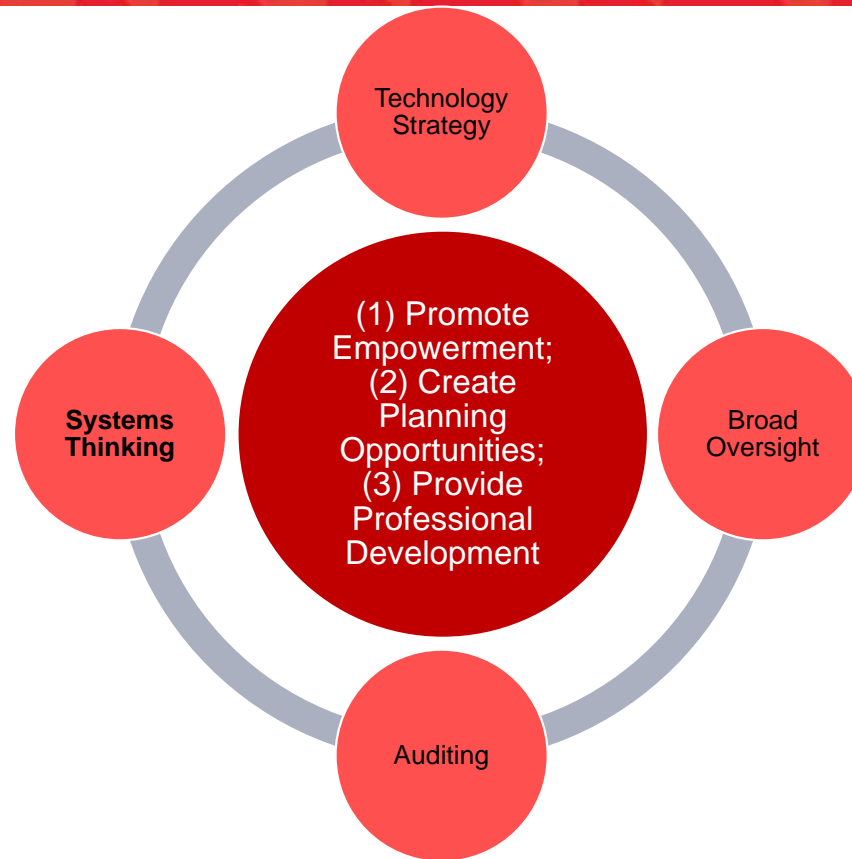 Technology
Strategy
(1) Promote
Empowerment;
(2) Create
Planning
Opportunities;
(3) Provide
Professional
Development
Systems
Thinking
Broad
Oversight
Auditing